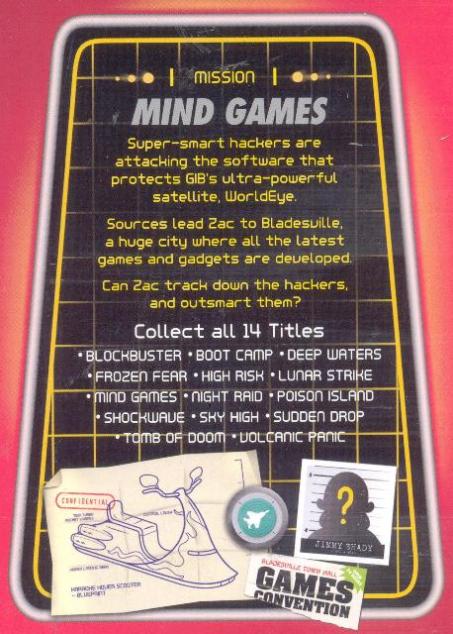 MISSION
MIND GAMES
Super-smart hackers are
attacking the software that
protects GIB's ultra-powerful
satellite, WorldEye.
Sources lead Zac to Bladesville,
a huge city where all the latest
games and gadgets are developed.
Can Zac track down the hackers,
and outsmart them?
Collect all 14 Titles
• BLOCKBUSTER • BOOT CAMP • DEEP WATERS
• FROZEN FEAR • HIGH RISK • LUNAR STRIKE
• MIND GAMES • NIGHT RAID • POISON ISLAND
• SHOCKWAVE • SKY HIGH • SUDDEN DROP
• TOMB OF DOOM • VOLCANIC PANIC
CONFIDENTIAL
CONTROL
HOVER SCOOTER
- BLUEPRINT
?
JIMMY SHADY
BLADESVILLE TOWN HALL
GAMES
CONVENTION